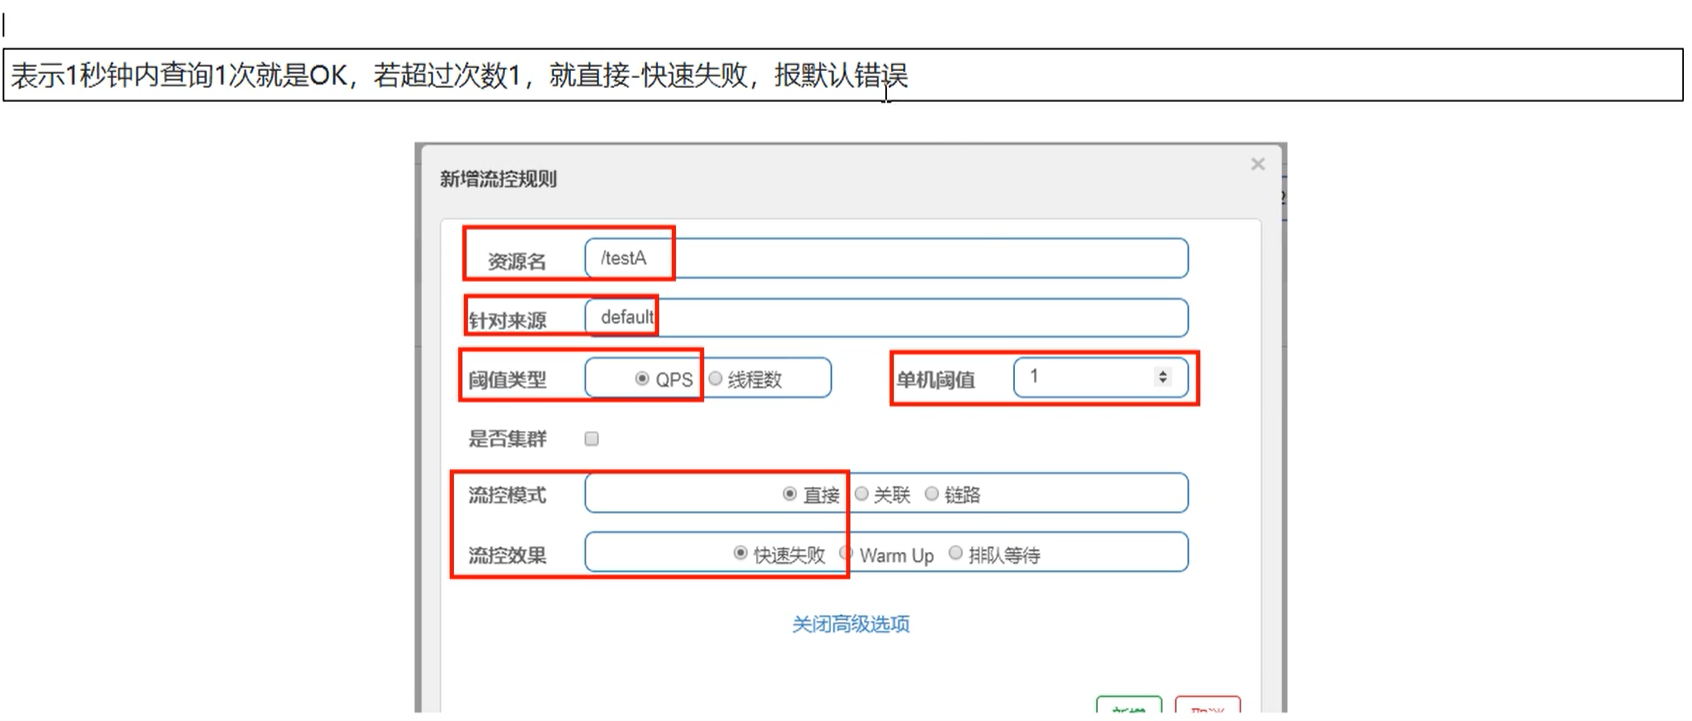 表示1秒钟内查询1次就是OK，若超过次数1，就直接-快速失败，报默认错误
新增流控规则 ×
资源名 /testA
针对来源 default
阈值类型 QPS 线程数 单机阈值 1
是否集群
流控模式 直接 关联 链路
流控效果 快速失败 Warm Up 排队等待
关闭高级选项